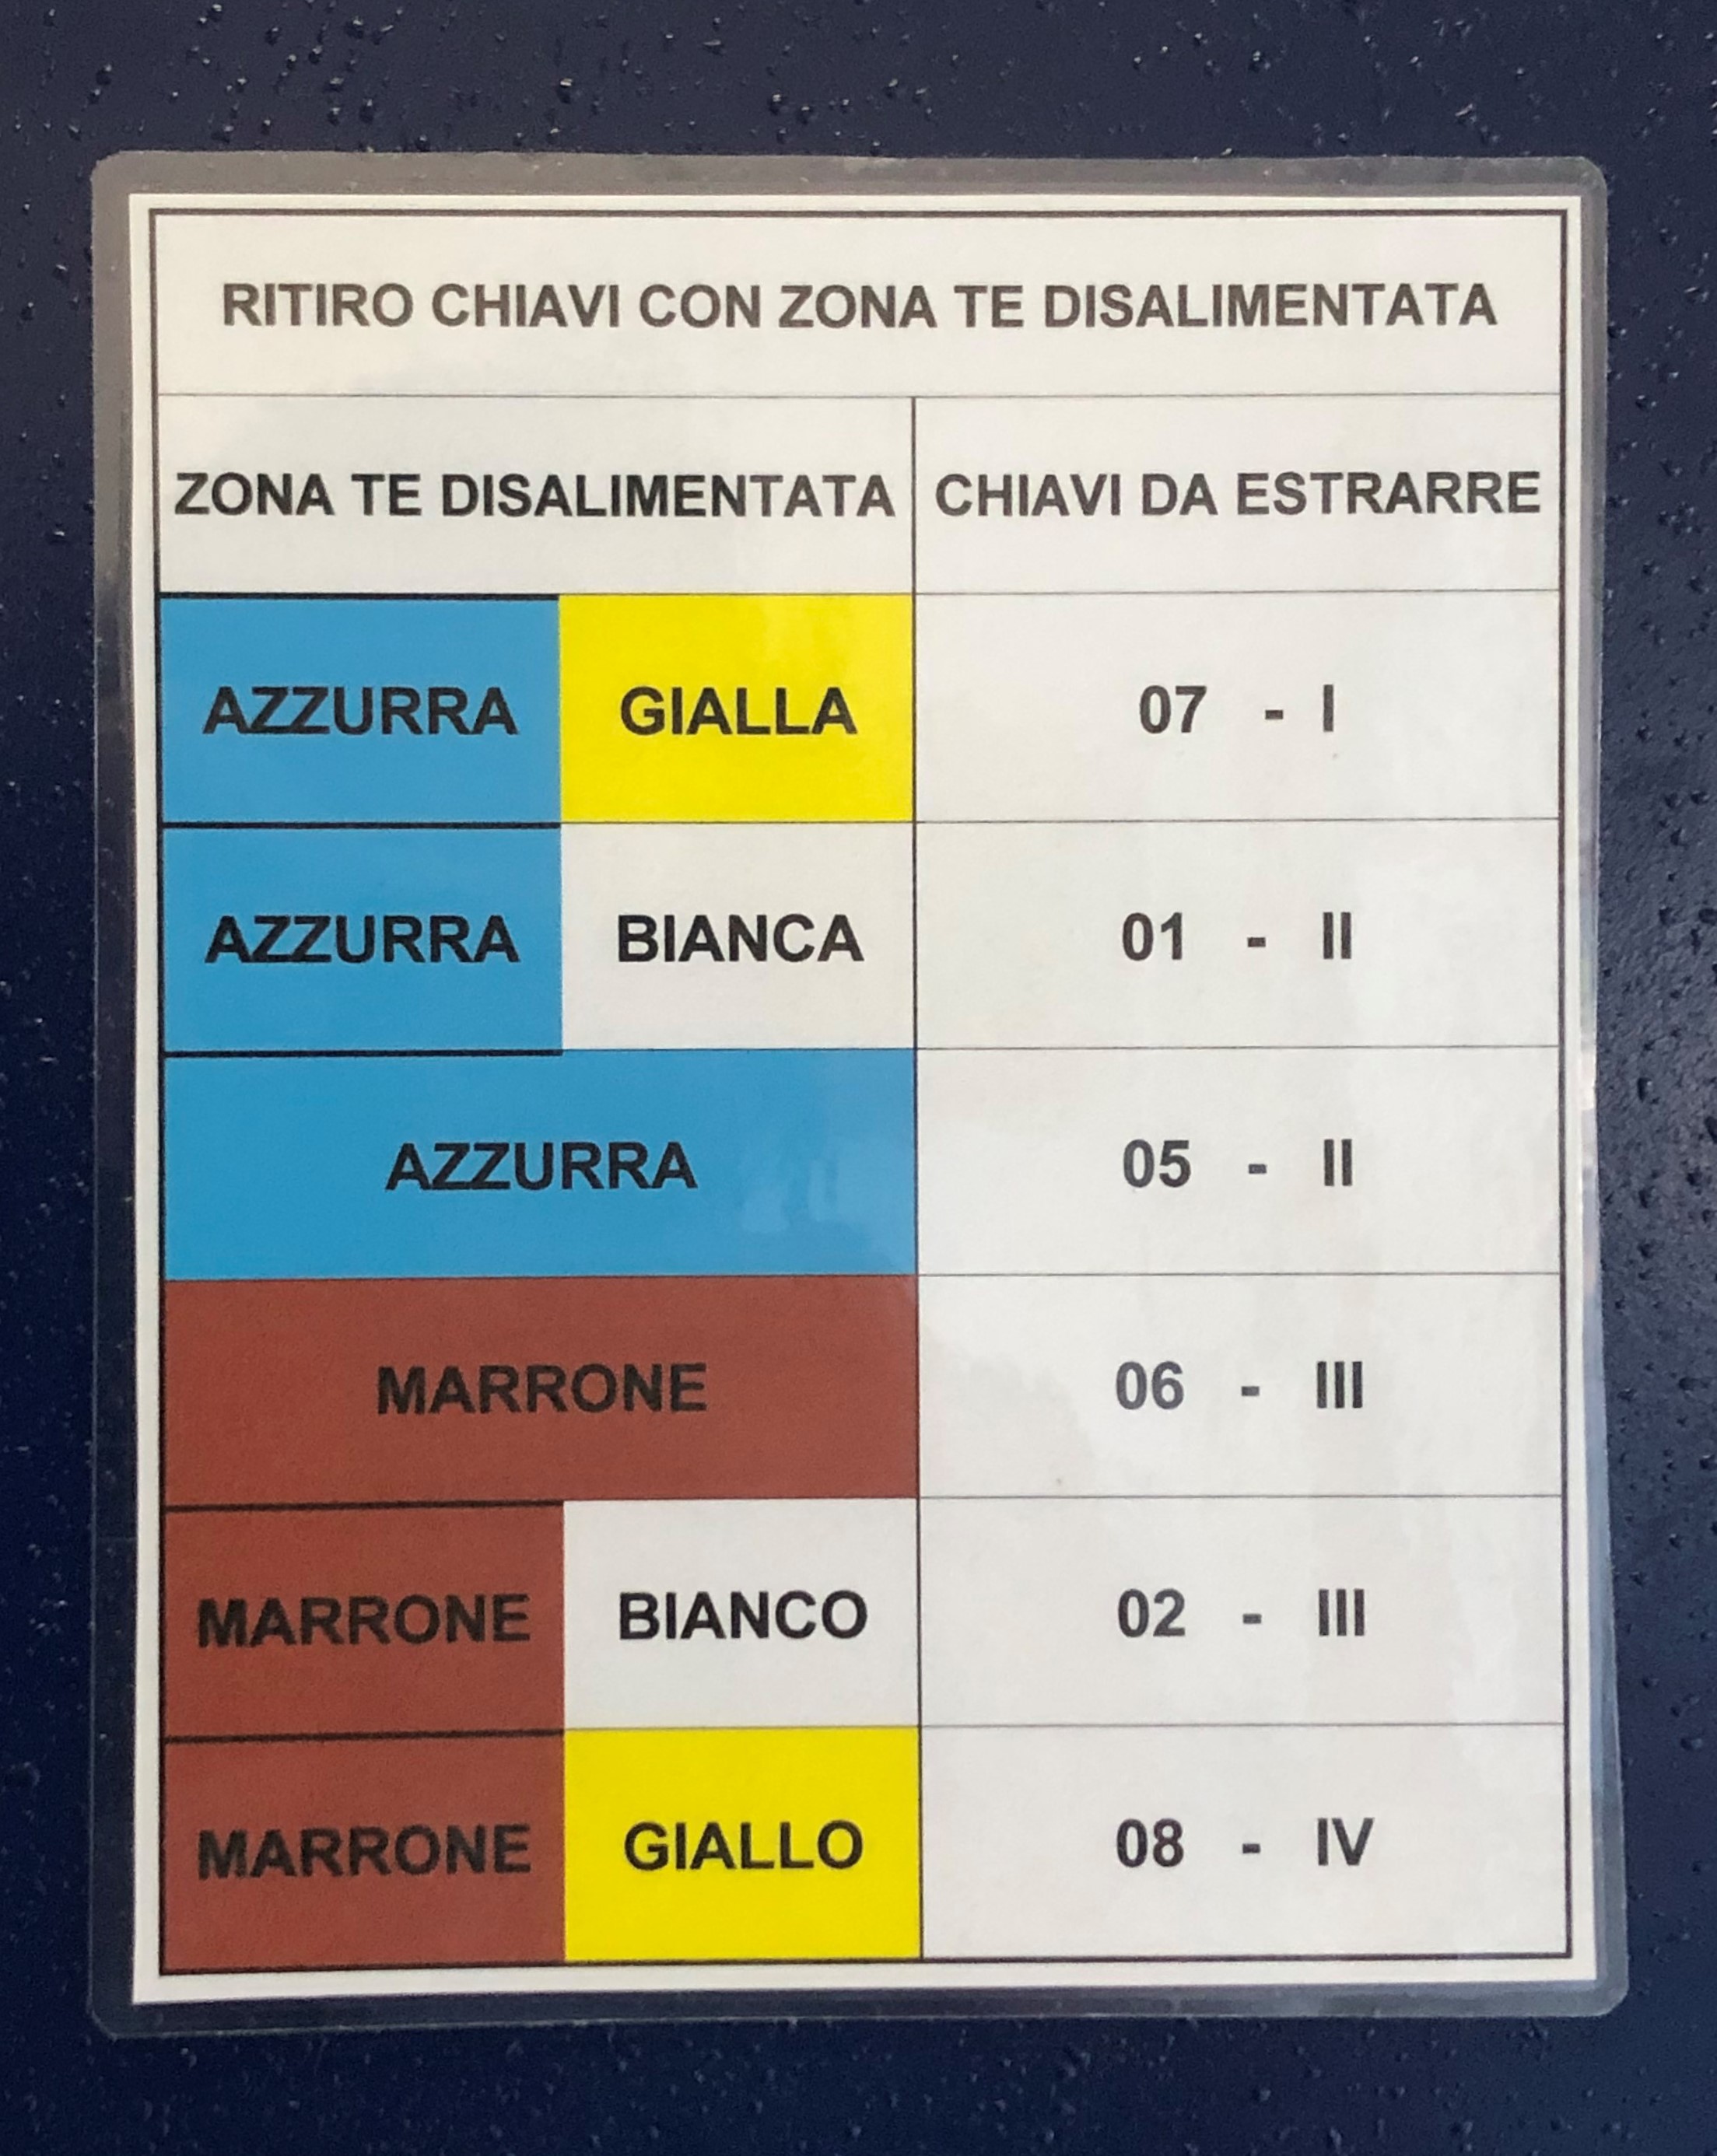 RITIRO CHIAVI CON ZONA TE DISALIMENTATA
ZONA TE DISALIMENTATA CHIAVI DA ESTRARRE
AZZURRA GIALLA 07 - I
AZZURRA BIANCA 01 - II
AZZURRA 05 - II
MARRONE 06 - III
MARRONE BIANCO 02 - III
MARRONE GIALLO 08 - IV